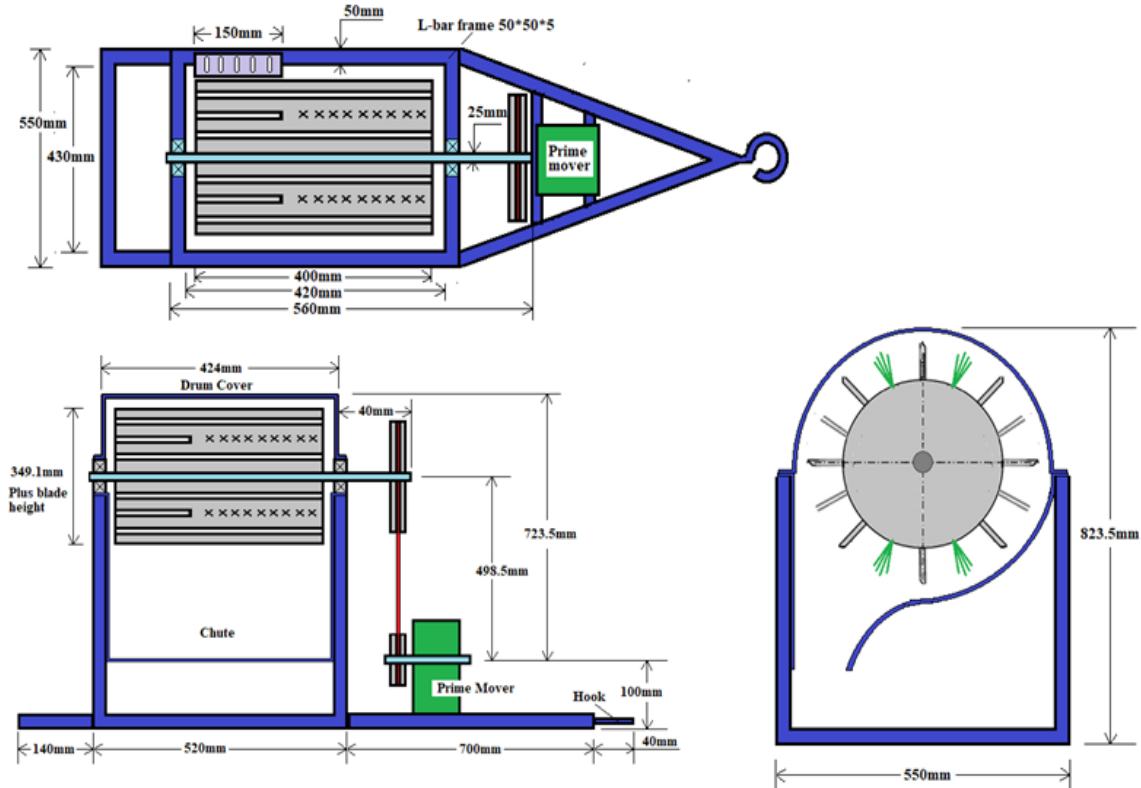 50mm
L-bar frame 50*50*5
150mm
25mm
550mm
430mm
Prime
mover
400mm
420mm
560mm
424mm
Drum Cover
40mm
349.1mm
Plus blade
height
723.5mm
498.5mm
Chute
Prime Mover
100mm
Hook
140mm
520mm
700mm
40mm
823.5mm
550mm